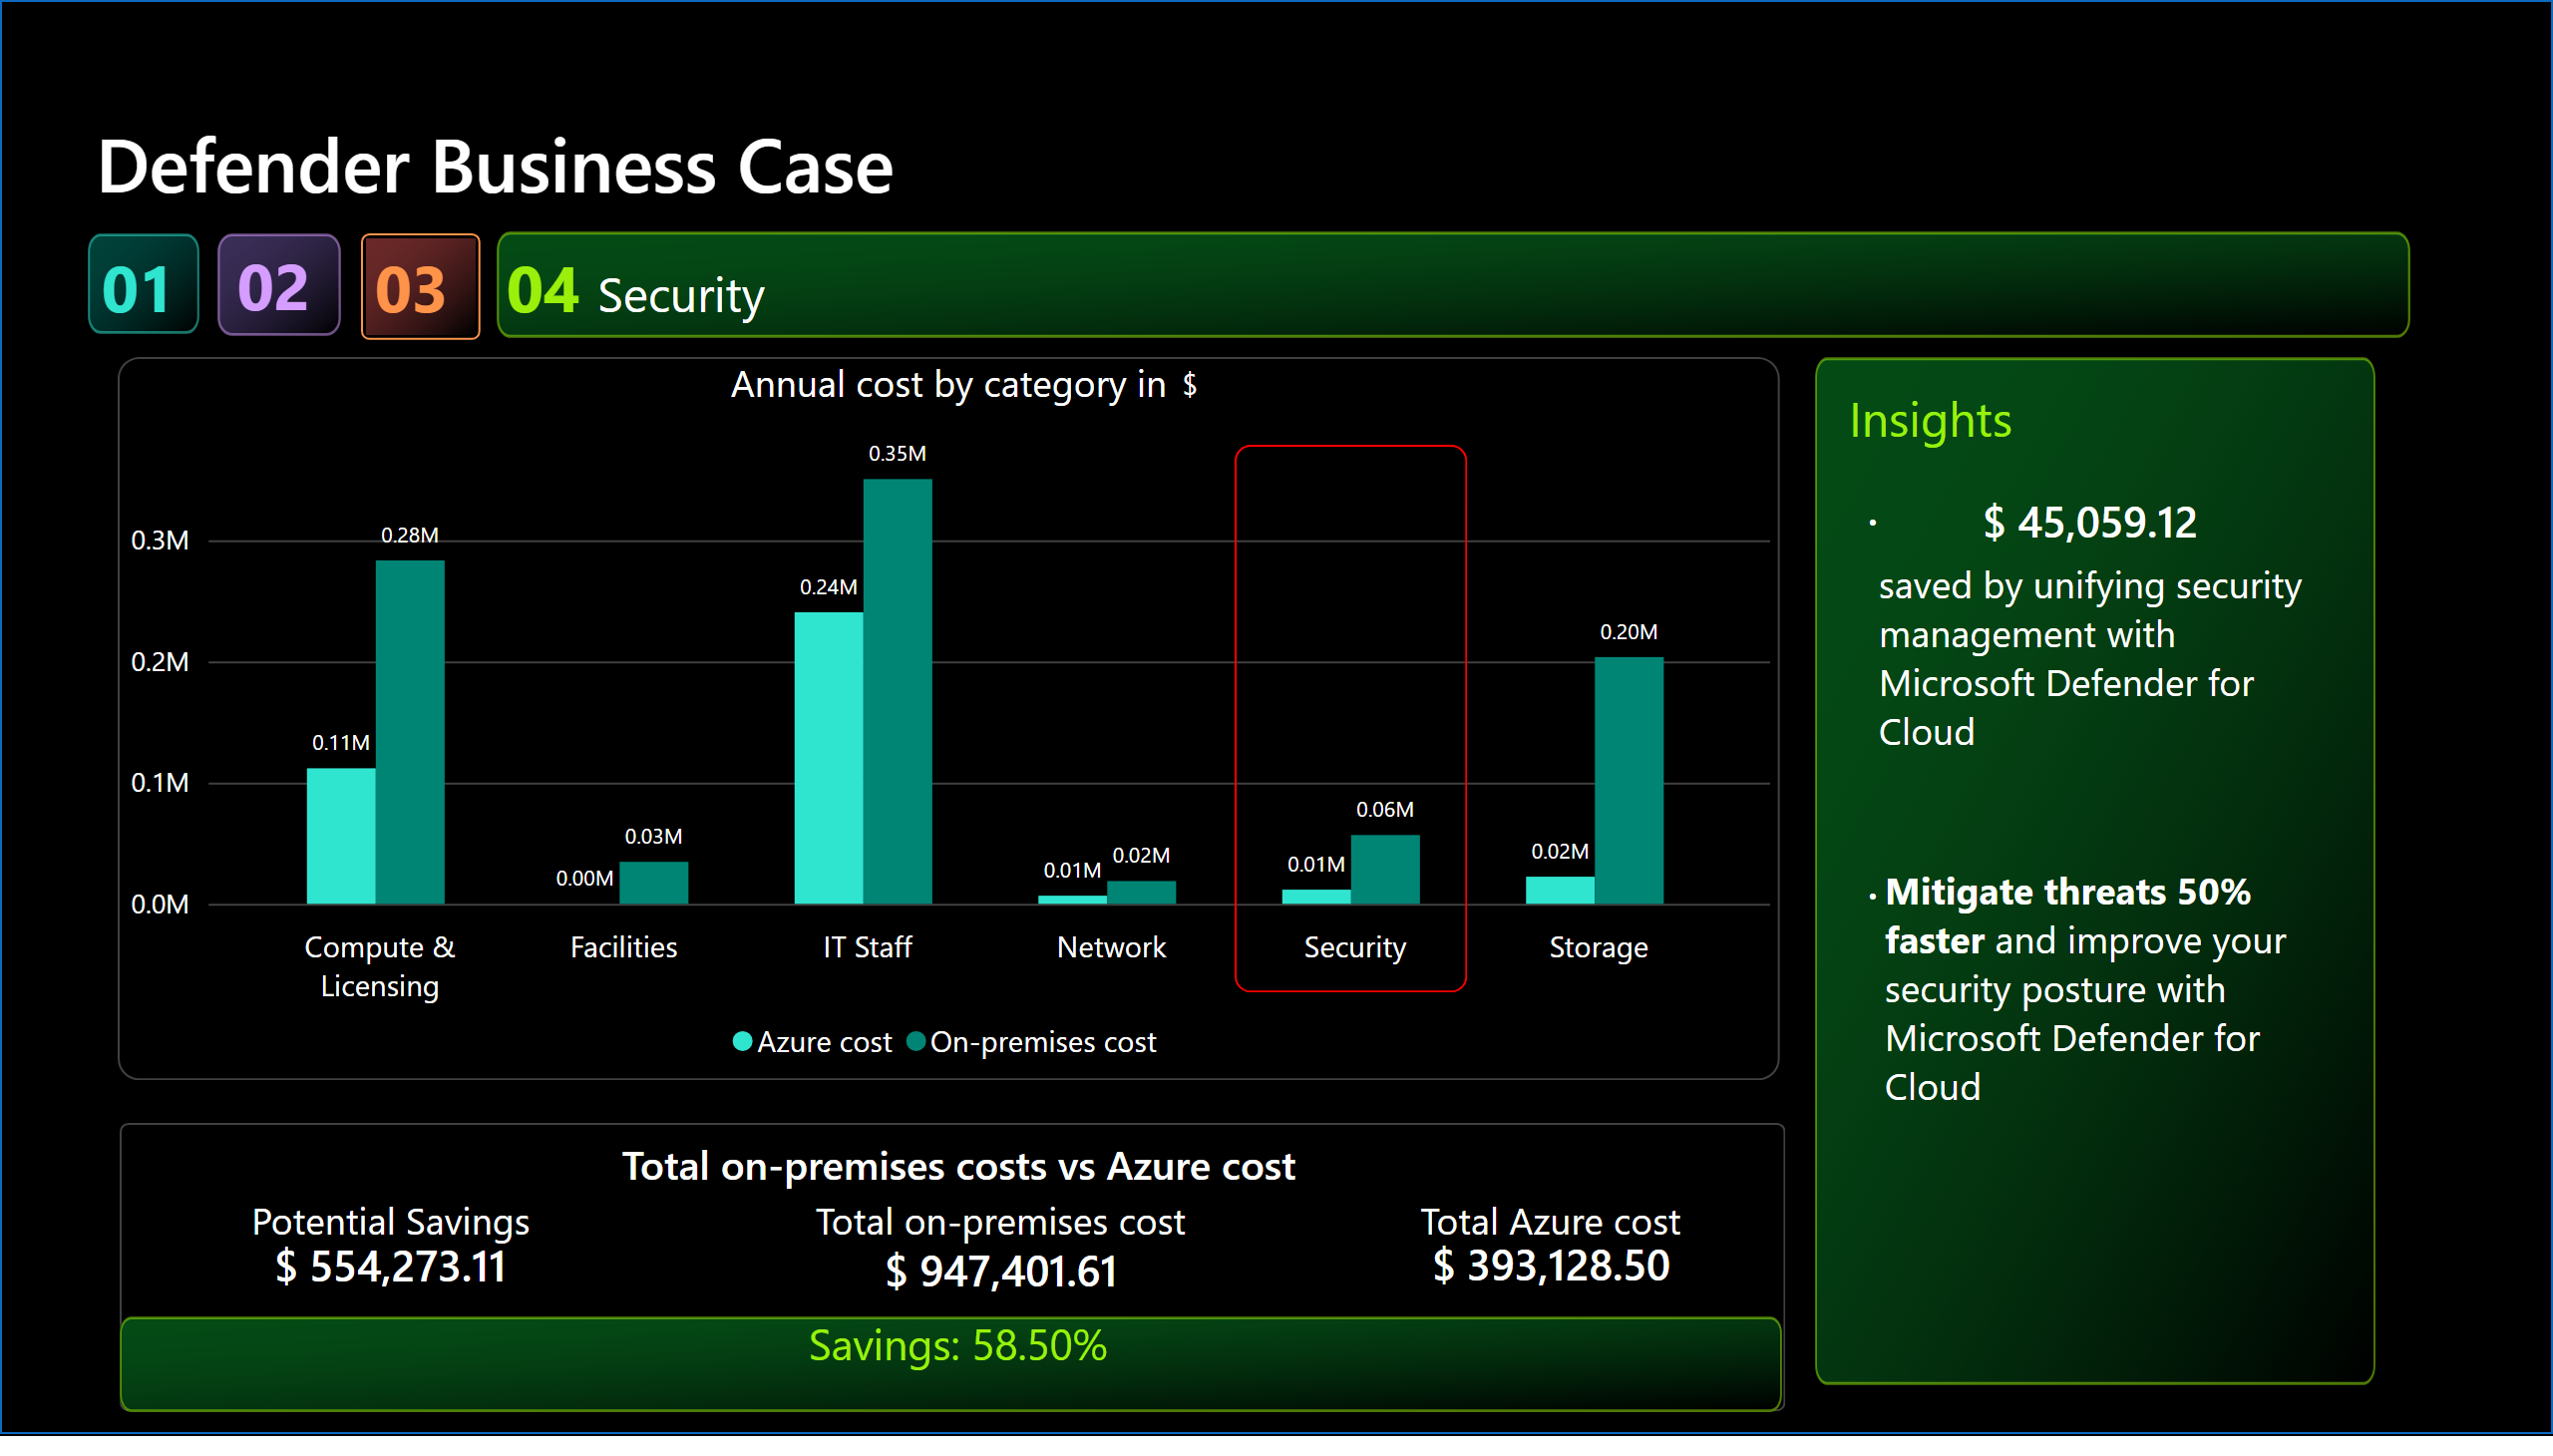 Defender Business Case
01
02
03
04 Security
Annual cost by category in $
0.3M
0.2M
0.1M
0.0M
0.11M
0.28M
0.00M
0.03M
0.24M
0.35M
0.01M
0.02M
0.01M
0.06M
0.02M
0.20M
Compute &
Licensing
Facilities
IT Staff
Network
Security
Storage
Azure cost
On-premises cost
Total on-premises costs vs Azure cost
Potential Savings
$ 554,273.11
Total on-premises cost
$ 947,401.61
Total Azure cost
$ 393,128.50
Savings: 58.50%
Insights
· $ 45,059.12
saved by unifying security
management with
Microsoft Defender for
Cloud
· Mitigate threats 50%
faster and improve your
security posture with
Microsoft Defender for
Cloud